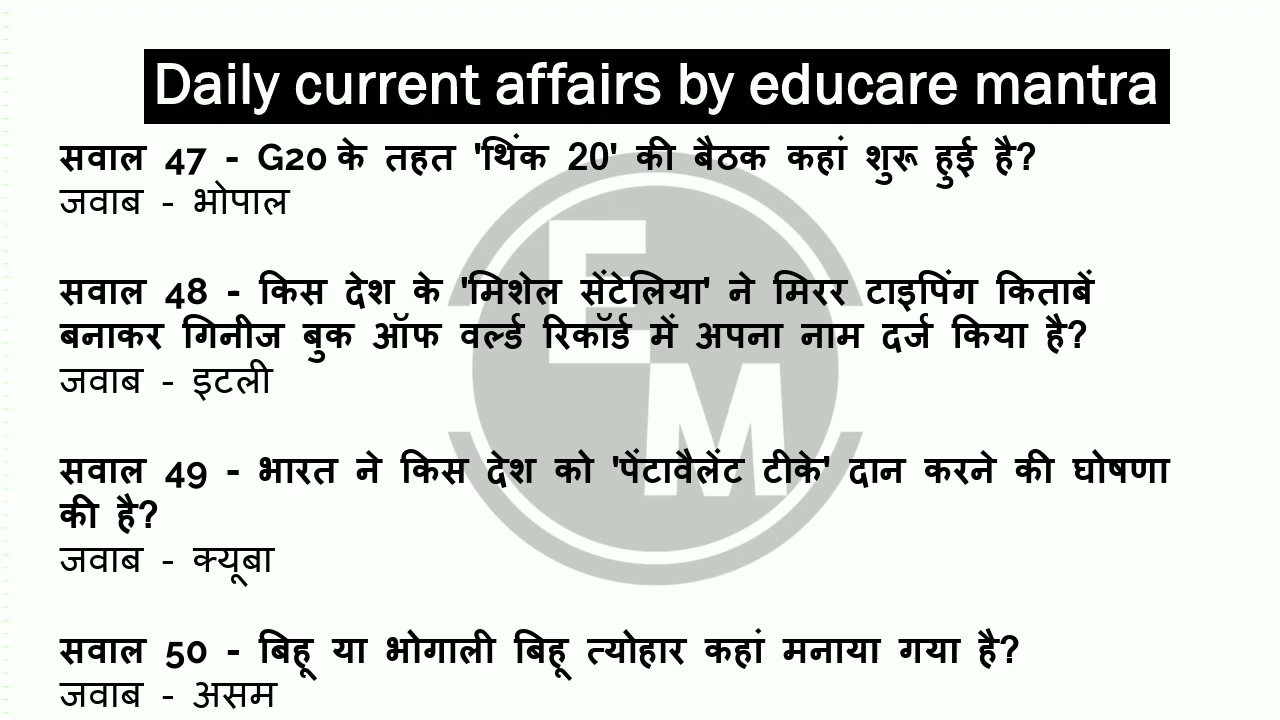 Daily current affairs by educare mantra
सवाल 47 - G20 के तहत 'थिंक 20' की बैठक कहां शुरू हुई है?
जवाब - भोपाल
सवाल 48 - किस देश के 'मिशेल सेंटेलिया' ने मिरर टाइपिंग किताबें
बनाकर गिनीज बुक ऑफ वर्ल्ड रिकॉर्ड में अपना नाम दर्ज किया है?
जवाब - इटली
सवाल 49 - भारत ने किस देश को 'पेंटावैलेंट टीके' दान करने की घोषणा
की है?
जवाब - क्यूबा
सवाल 50 - बिहू या भोगाली बिहू त्योहार कहां मनाया गया है?
जवाब - असम
EM